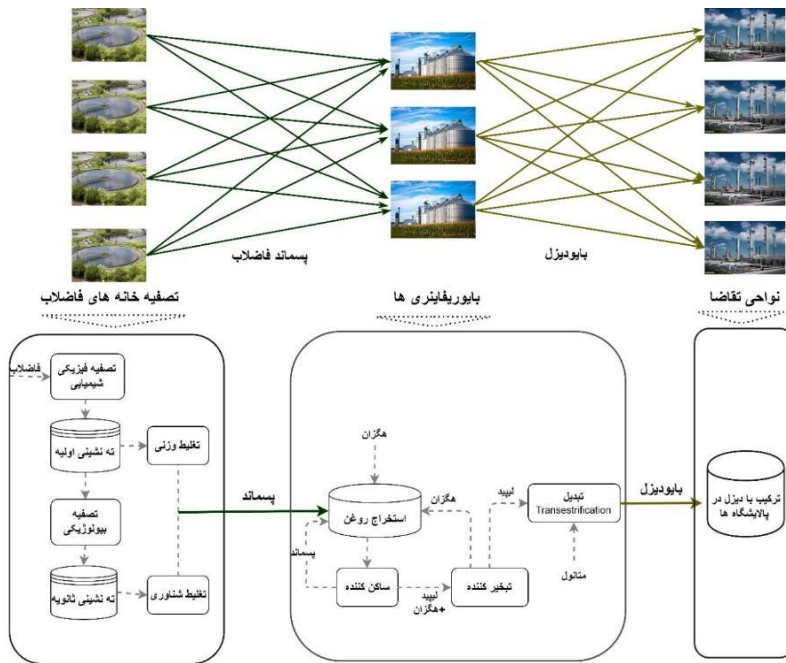 پسماند فاضلاب
بایودیزل
تصفیه خانه های فاضلاب
بایوریفاینری ها
نواحی تقاضا
فاضلاب
تصفیه فیزیکی
شیمیایی
ته نشینی اولیه
تغلیظ وزنی
تصفیه
بیولوژیکی
ته نشینی ثانویه
تغلیظ شناوری
پسماند
هگزان
استخراج روغن
پسماند
ساکن کننده
لیپید
+هگزان
تبخیر کننده
هگزان
لیپید
تبدیل
Transestrification
متانول
بایودیزل
ترکیب با دیزل در
پالایشگاه ها